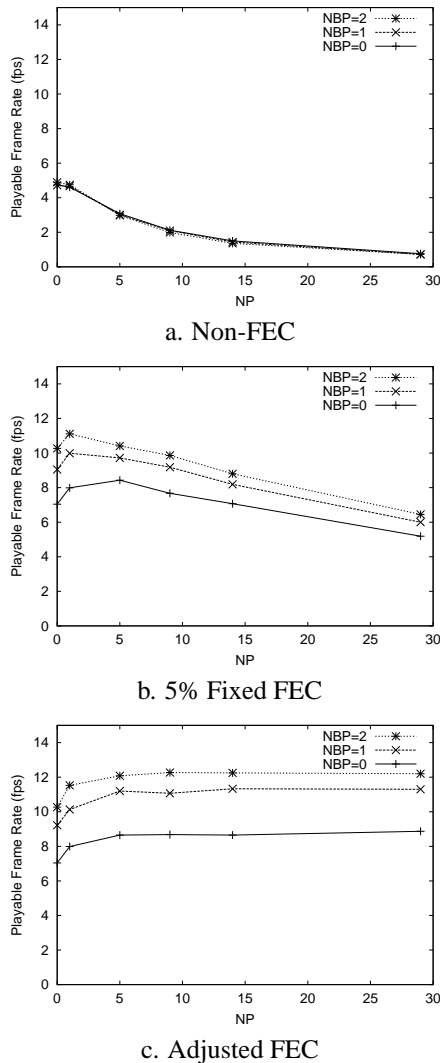 Playable Frame Rate (fps)
14
12
10
8
6
4
2
0
NBP=2
NBP=1
NBP=0
0 5 10 15 20 25 30
NP
a. Non-FEC
Playable Frame Rate (fps)
14
12
10
8
6
4
2
0
NBP=2
NBP=1
NBP=0
0 5 10 15 20 25 30
NP
b. 5% Fixed FEC
Playable Frame Rate (fps)
14
12
10
8
6
4
2
0
NBP=2
NBP=1
NBP=0
0 5 10 15 20 25 30
NP
c. Adjusted FEC